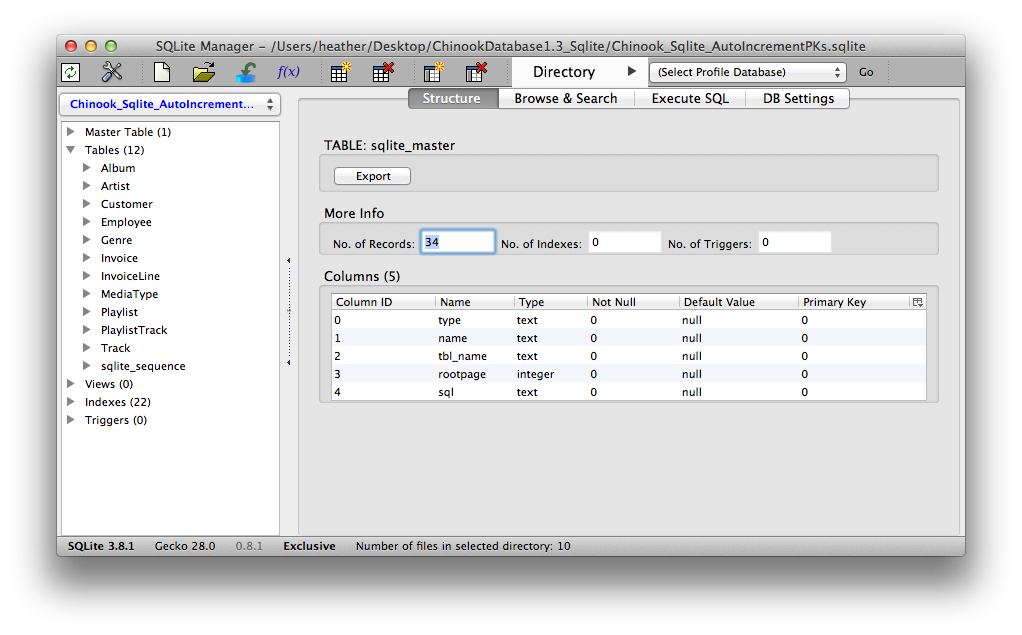 SQLite Manager – /Users/heather/Desktop/ChinookDatabase1.3_Sqlite/Chinook_Sqlite_AutoIncrementPKs.sqlite
f(x) Directory (Select Profile Database) Go
Chinook_Sqlite_AutoIncrement...
Structure Browse & Search Execute SQL DB Settings
Master Table (1)
Tables (12)
Album
Artist
Customer
Employee
Genre
Invoice
InvoiceLine
MediaType
Playlist
PlaylistTrack
Track
sqlite_sequence
Views (0)
Indexes (22)
Triggers (0)
TABLE: sqlite_master
Export
More Info
No. of Records: 34 No. of Indexes: 0 No. of Triggers: 0
Columns (5)
Column ID Name Type Not Null Default Value Primary Key
0 type text 0 null 0
1 name text 0 null 0
2 tbl_name text 0 null 0
3 rootpage integer 0 null 0
4 sql text 0 null 0
SQLite 3.8.1 Gecko 28.0 0.8.1 Exclusive Number of files in selected directory: 10